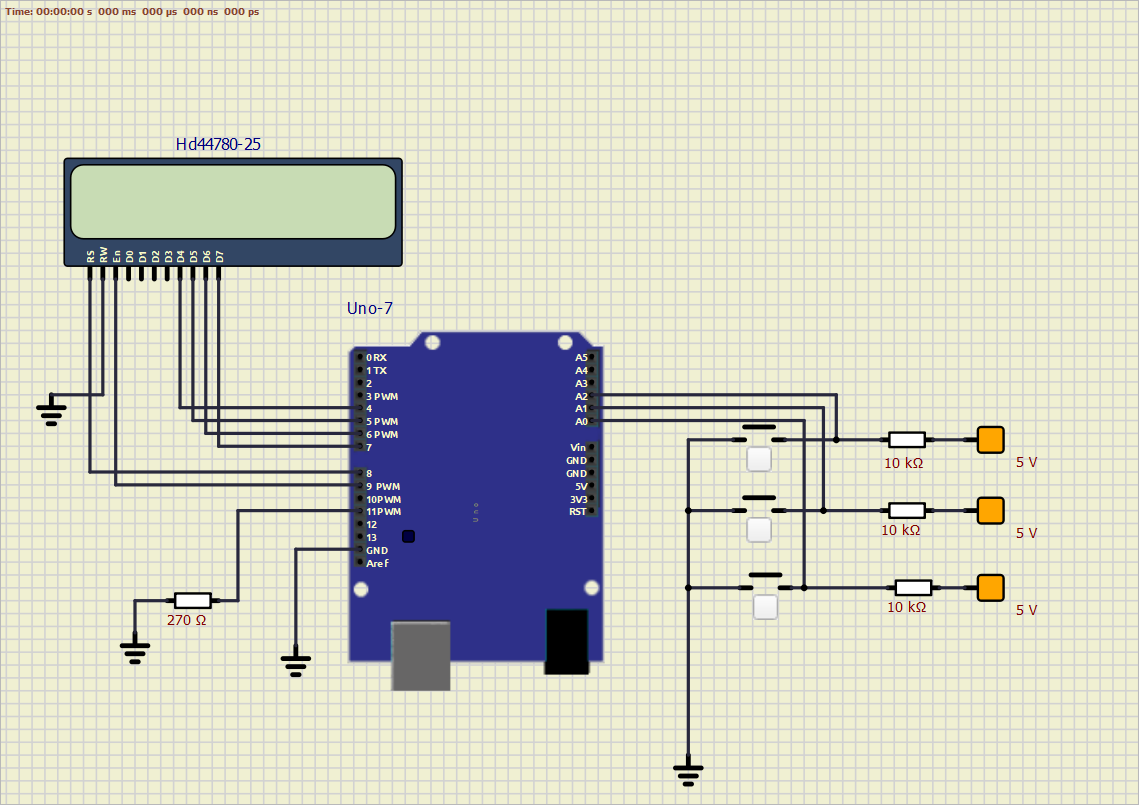 Time: 00:00:00 s 000 ms 000 µs 000 ns 000 ps
Hd44780-25
RS RW En D0 D1 D2 D3 D4 D5 D6 D7
Uno-7
0 RX
1 TX
2
3 PWM
4
5 PWM
6 PWM
7
8
9 PWM
10PWM
11PWM
12
13
GND
Aref
uno
A5
A4
A3
A2
A1
A0
Vin
GND
GND
5V
3V3
RST
10 kΩ
5 V
10 kΩ
5 V
10 kΩ
5 V
270 Ω